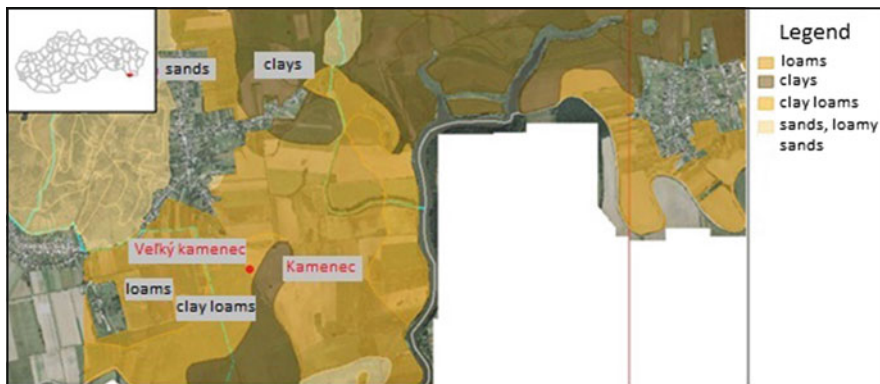 sands
clays
Veľký kamenec
Kamenec
loams
clay loams
Legend
loams
clays
clay loams
sands, loamy
sands